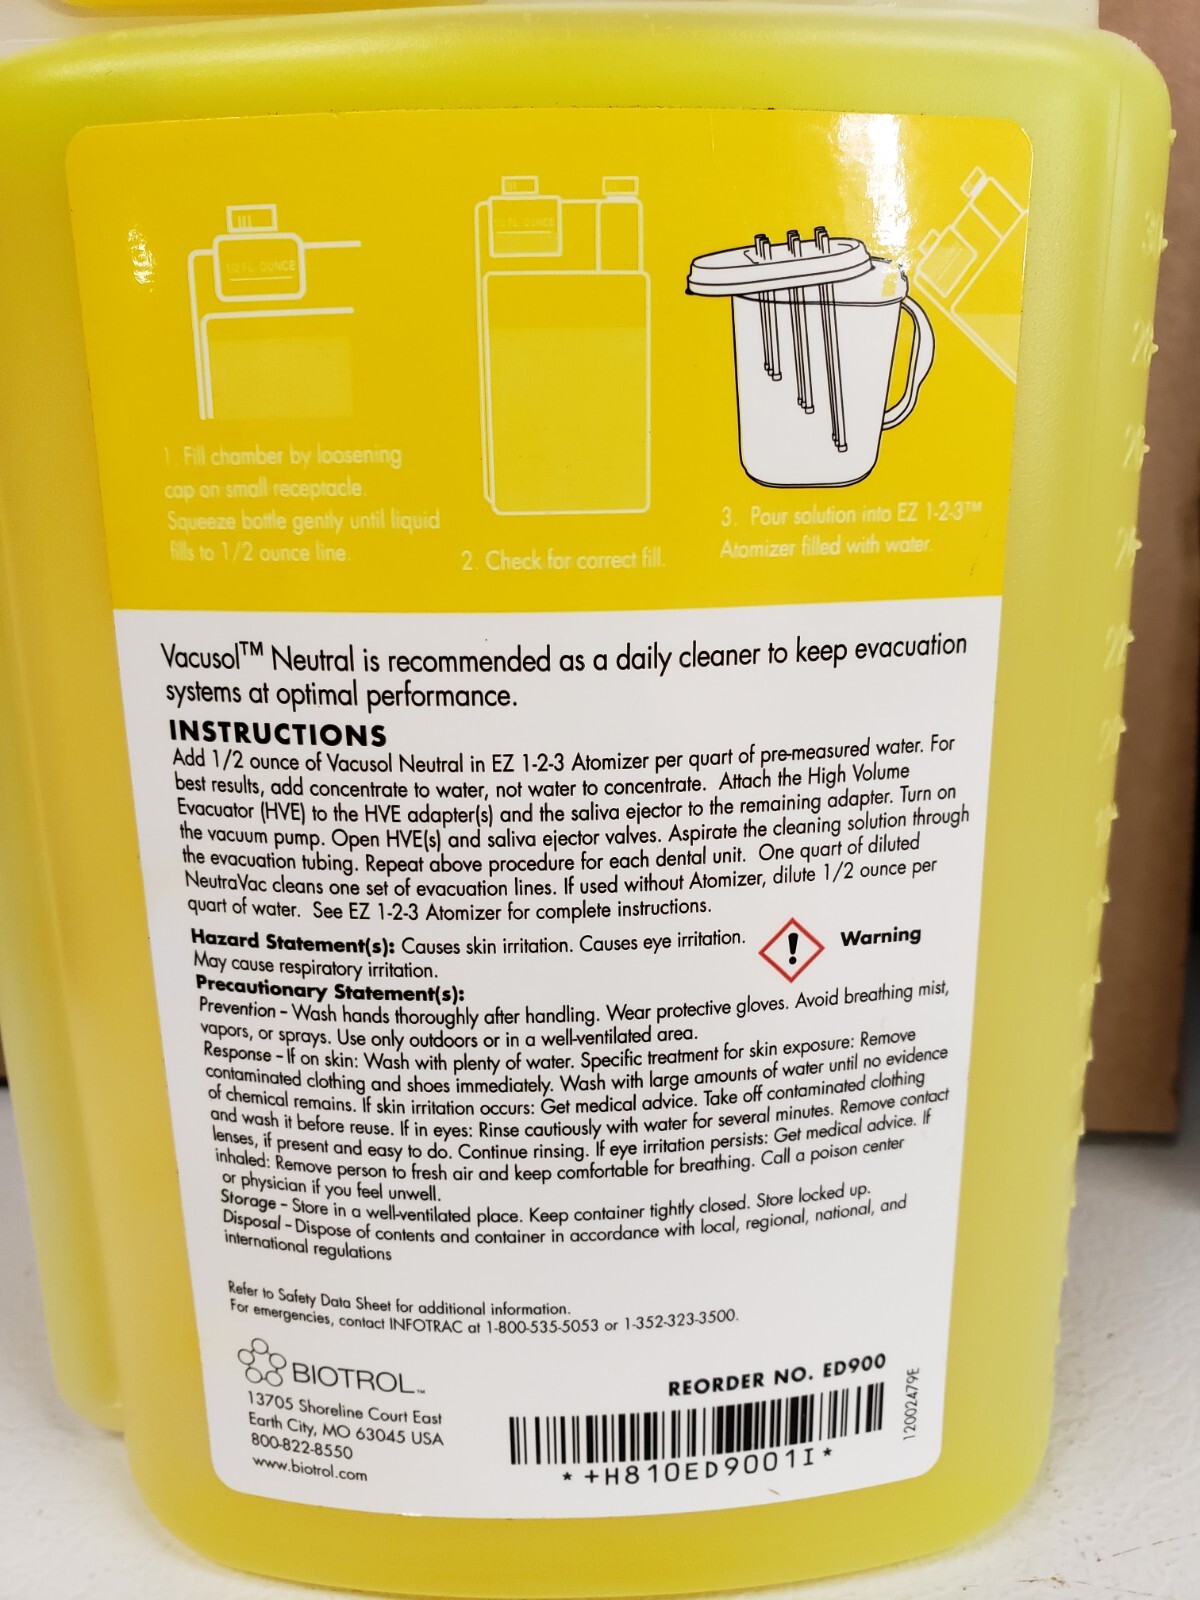 1/2 FL. OUNCE
1/2 FL. OUNCE
1. Fill chamber by loosening
cap on small receptacle.
Squeeze bottle gently until liquid
fills to 1/2 ounce line.
2. Check for correct fill.
3. Pour solution into EZ 1-2-3™
Atomizer filled with water.
Vacusol™ Neutral is recommended as a daily cleaner to keep evacuation
systems at optimal performance.
INSTRUCTIONS
Add 1/2 ounce of Vacusol Neutral in EZ 1-2-3 Atomizer per quart of pre-measured water. For
best results, add concentrate to water, not water to concentrate. Attach the High Volume
Evacuator (HVE) to the HVE adapter(s) and the saliva ejector to the remaining adapter. Turn on
the vacuum pump. Open HVE(s) and saliva ejector valves. Aspirate the cleaning solution through
the evacuation tubing. Repeat above procedure for each dental unit. One quart of diluted
NeutraVac cleans one set of evacuation lines. If used without Atomizer, dilute 1/2 ounce per
quart of water. See EZ 1-2-3 Atomizer for complete instructions.
Hazard Statement(s): Causes skin irritation. Causes eye irritation.
May cause respiratory irritation.
Warning
Precautionary Statement(s):
Prevention - Wash hands thoroughly after handling. Wear protective gloves. Avoid breathing mist,
vapors, or sprays. Use only outdoors or in a well-ventilated area.
Response - If on skin: Wash with plenty of water. Specific treatment for skin exposure: Remove
contaminated clothing and shoes immediately. Wash with large amounts of water until no evidence
of chemical remains. If skin irritation occurs: Get medical advice. Take off contaminated clothing
and wash it before reuse. If in eyes: Rinse cautiously with water for several minutes. Remove contact
lenses, if present and easy to do. Continue rinsing. If eye irritation persists: Get medical advice. If
inhaled: Remove person to fresh air and keep comfortable for breathing. Call a poison center
or physician if you feel unwell.
Storage - Store in a well-ventilated place. Keep container tightly closed. Store locked up.
Disposal - Dispose of contents and container in accordance with local, regional, national, and
international regulations
Refer to Safety Data Sheet for additional information.
For emergencies, contact INFOTRAC at 1-800-535-5053 or 1-352-323-3500.
BIOTROL™
13705 Shoreline Court East
Earth City, MO 63045 USA
800-822-8550
www.biotrol.com
REORDER NO. ED900
*+H810ED9001I*
12002479E